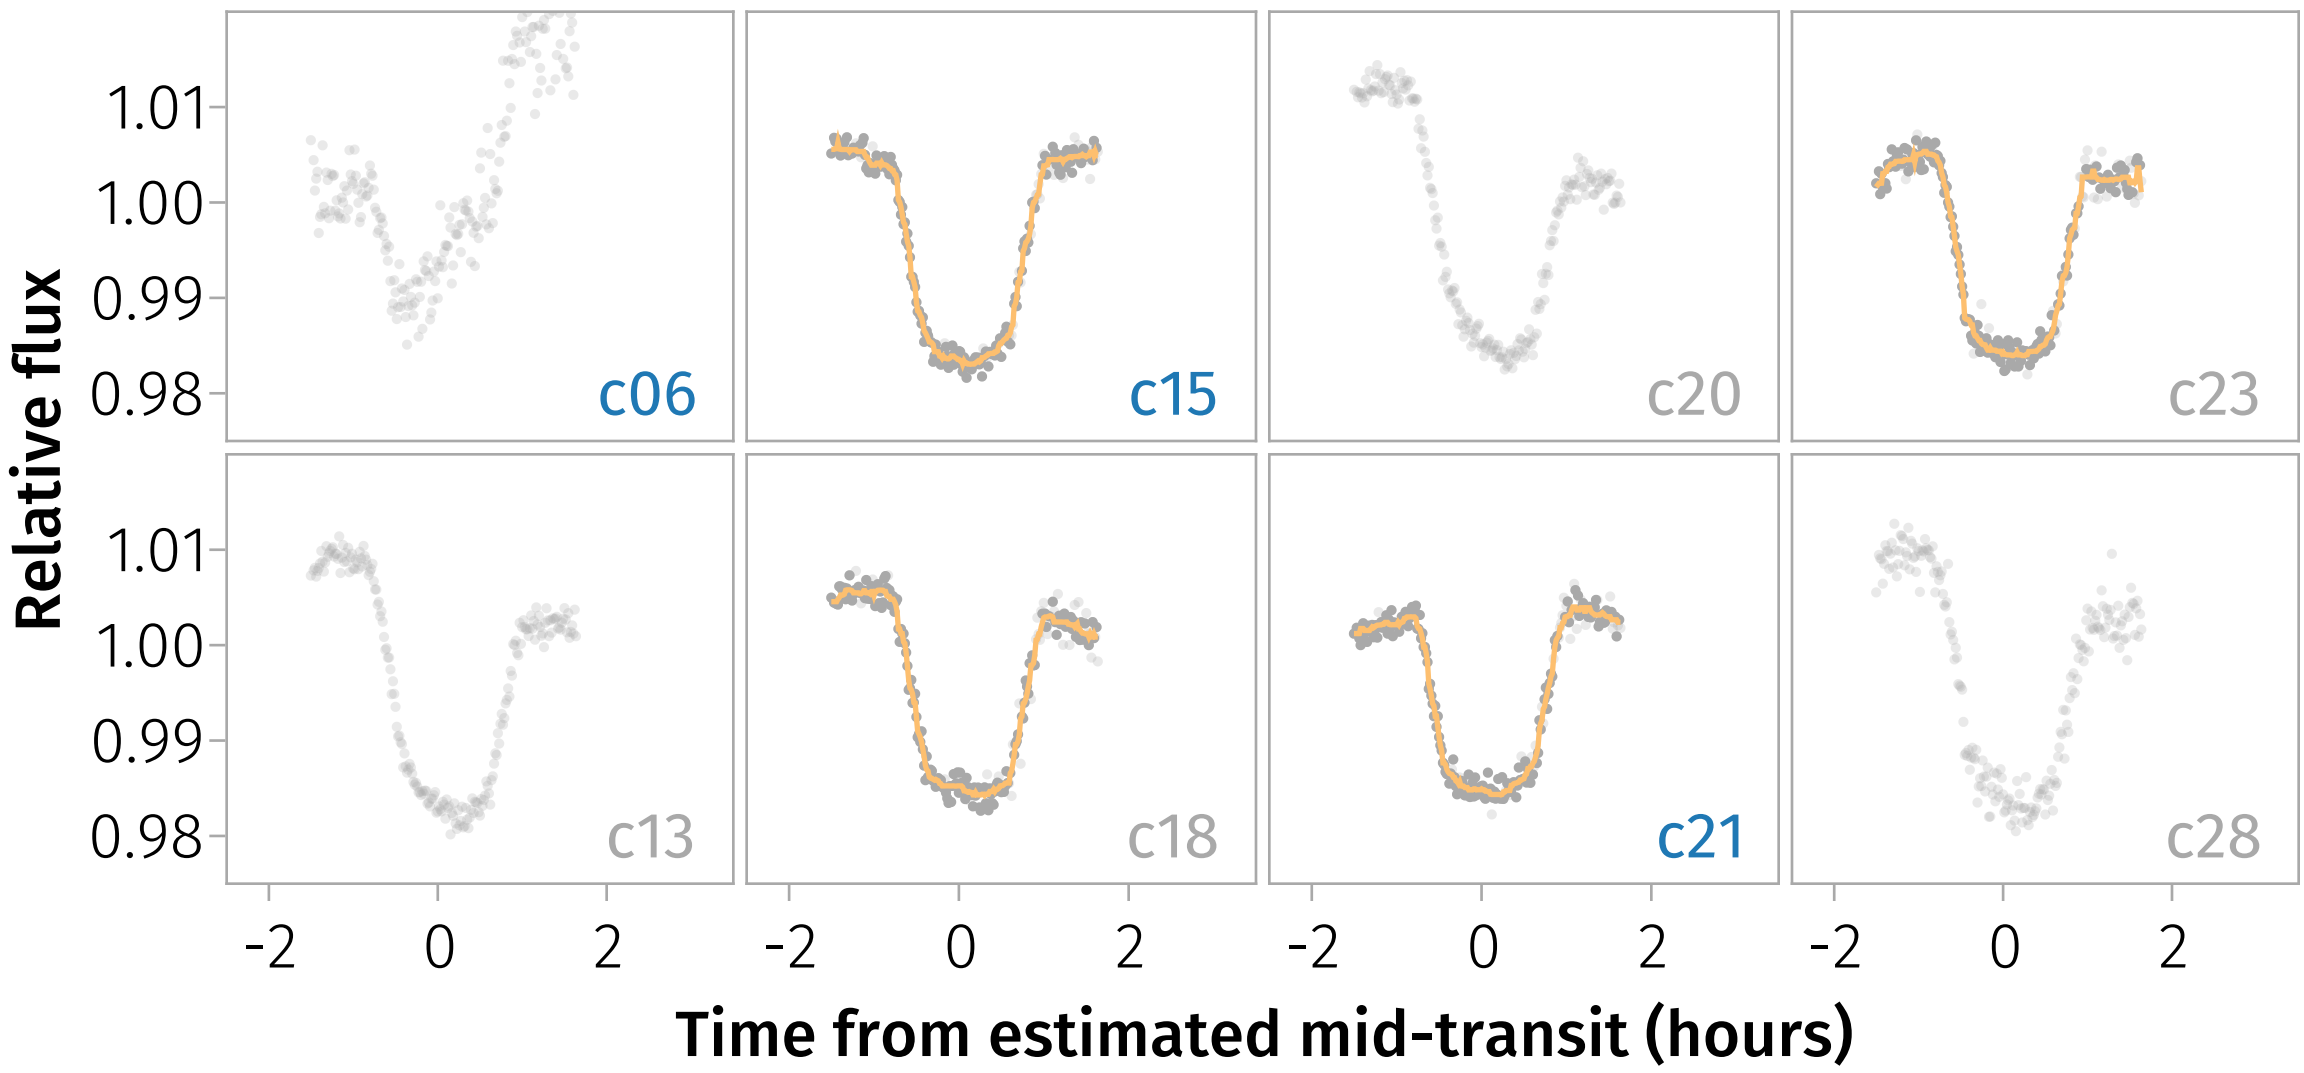 Relative flux
1.01
1.00
0.99
0.98
c06
c15
c20
c23
1.01
1.00
0.99
0.98
c13
c18
c21
c28
-2 0 2 -2 0 2 -2 0 2 -2 0 2
Time from estimated mid-transit (hours)